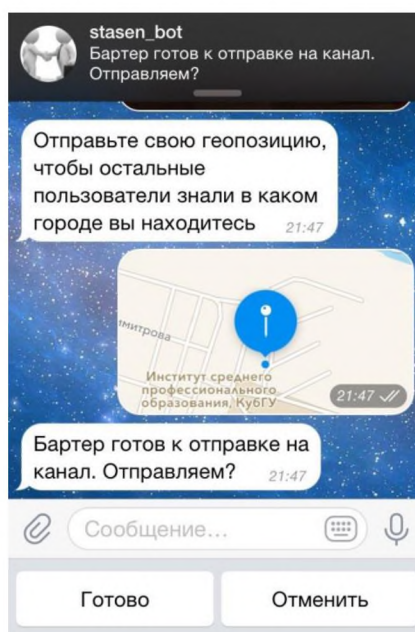 stasen_bot
Бартер готов к отправке на канал.
Отправляем?
Отправьте свою геопозицию,
чтобы остальные
пользователи знали в каком
городе вы находитесь 21:47
Институт среднего
профессионального
образования, КубГУ
21:47
Бартер готов к отправке на
канал. Отправляем? 21:47
Сообщение...
Готово
Отменить